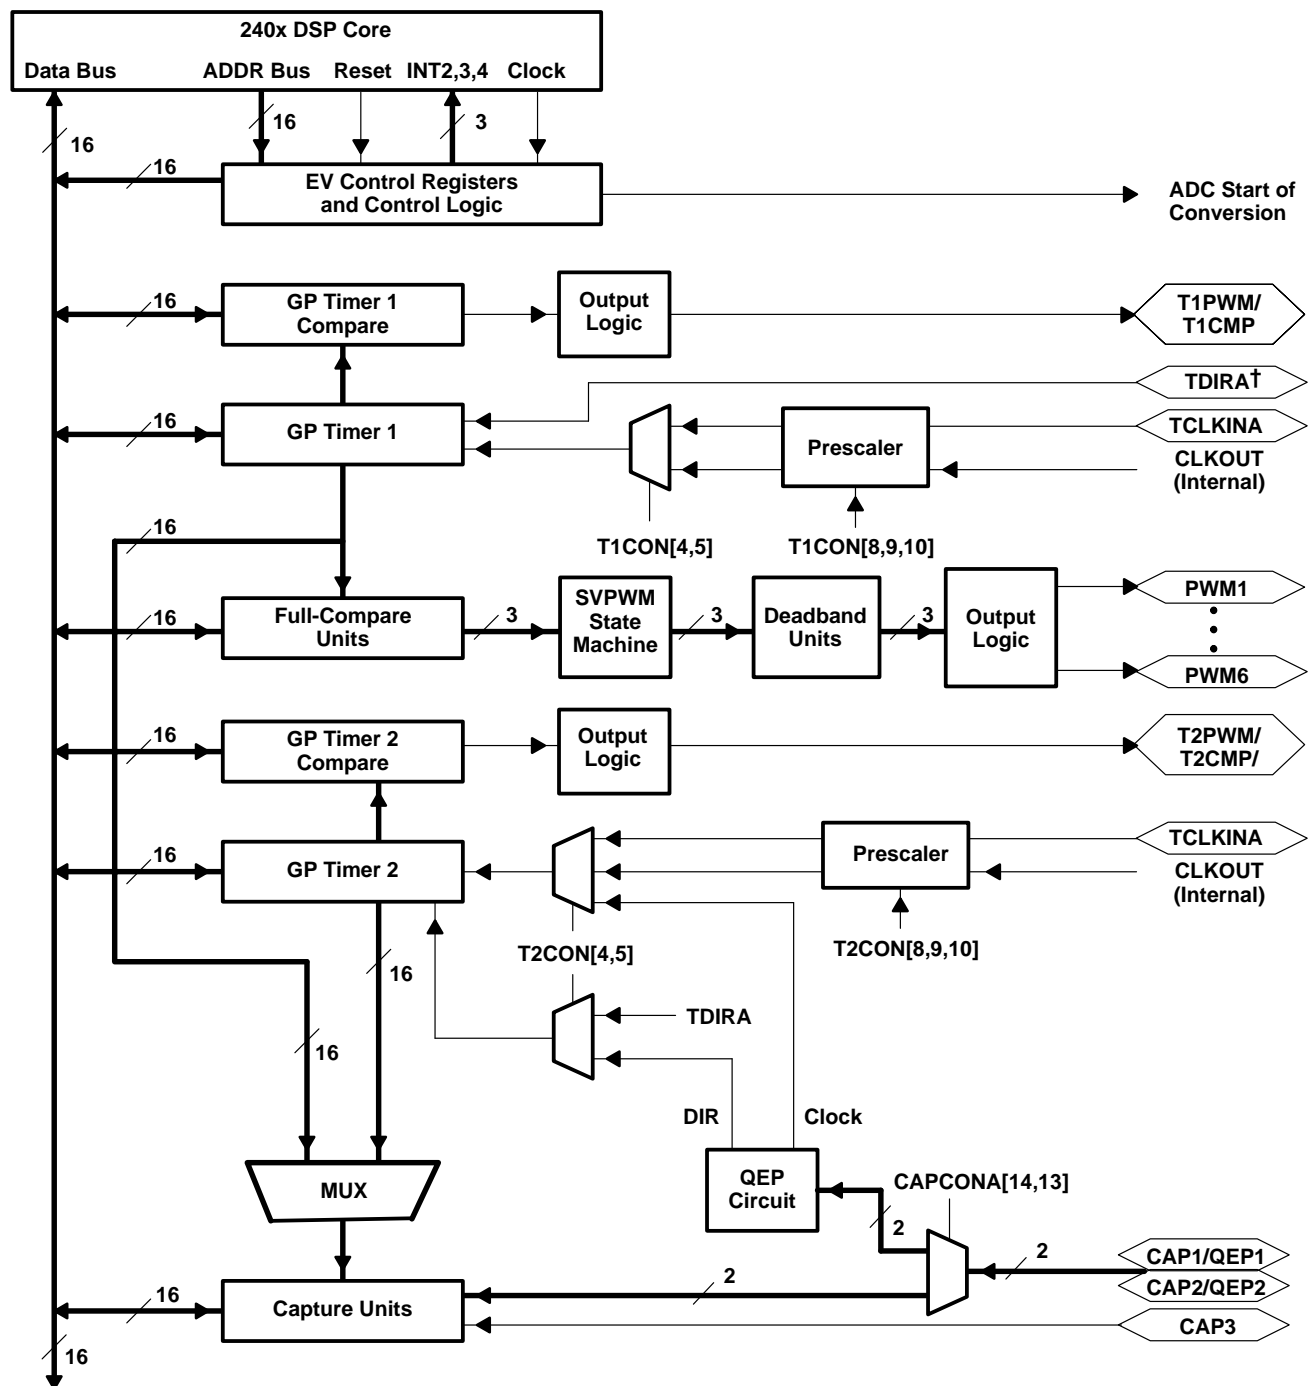 240x DSP Core
Data Bus
ADDR Bus
Reset
INT2,3,4
Clock
16
16
3
16
EV Control Registers
and Control Logic
ADC Start of
Conversion
16
GP Timer 1
Compare
Output
Logic
T1PWM/
T1CMP
TDIRA†
16
GP Timer 1
Prescaler
TCLKINA
CLKOUT
(Internal)
16
T1CON[4,5]
T1CON[8,9,10]
16
Full-Compare
Units
3
SVPWM
State
Machine
3
Deadband
Units
3
Output
Logic
PWM1
PWM6
16
GP Timer 2
Compare
Output
Logic
T2PWM/
T2CMP/
16
GP Timer 2
Prescaler
TCLKINA
CLKOUT
(Internal)
T2CON[4,5]
T2CON[8,9,10]
16
TDIRA
16
DIR
Clock
MUX
QEP
Circuit
CAPCONA[14,13]
2
2
CAP1/QEP1
CAP2/QEP2
2
16
Capture Units
CAP3
16